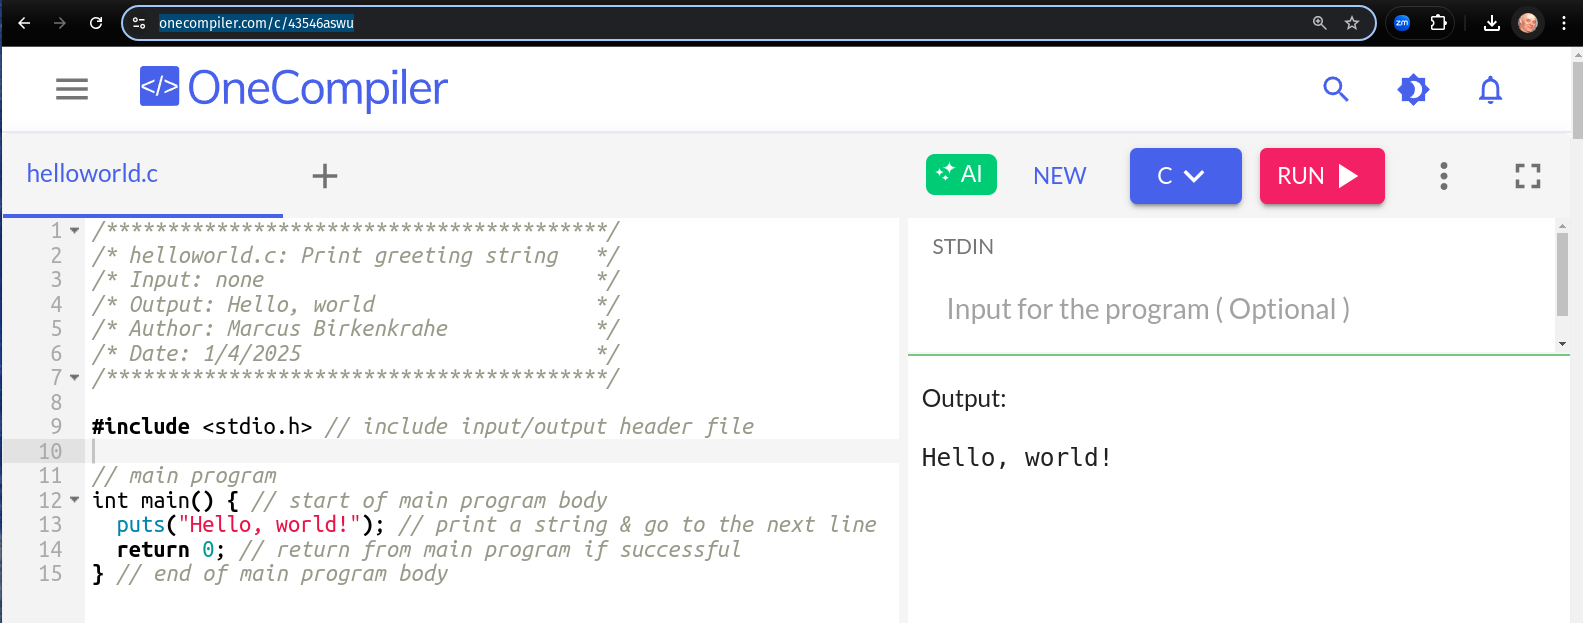 onecompiler.com/c/43546aswu
zm
</> OneCompiler
helloworld.c
AI NEW C RUN
1 /*****************************************/
2 /* helloworld.c: Print greeting string   */
3 /* Input: none                           */
4 /* Output: Hello, world                  */
5 /* Author: Marcus Birkenkrahe            */
6 /* Date: 1/4/2025                        */
7 /*****************************************/
8
9 #include <stdio.h> // include input/output header file
10
11 // main program
12 int main() { // start of main program body
13   puts("Hello, world!"); // print a string & go to the next line
14   return 0; // return from main program if successful
15 } // end of main program body
STDIN
Input for the program ( Optional )
Output:
Hello, world!